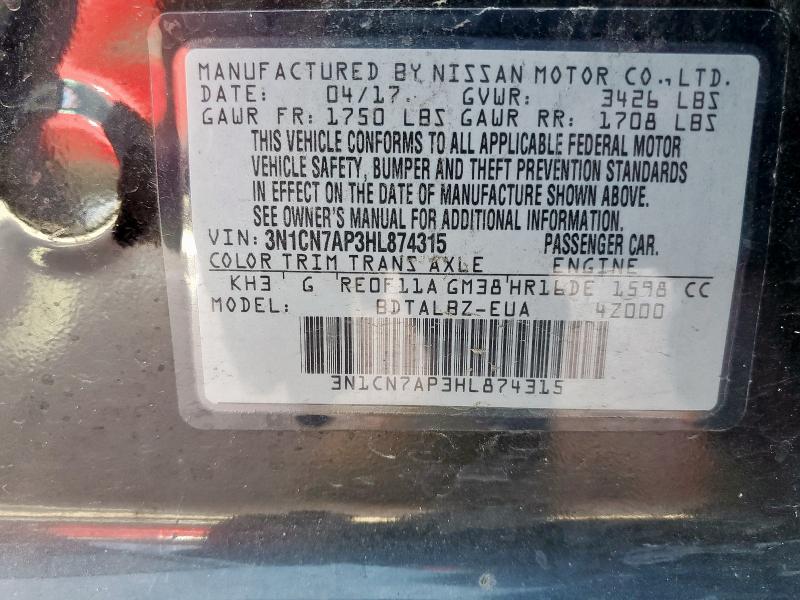 MANUFACTURED BY NISSAN MOTOR CO., LTD.
DATE: 04/17 GVWR: 3426 LBS
GAWR FR: 1750 LBS GAWR RR: 1708 LBS
THIS VEHICLE CONFORMS TO ALL APPLICABLE FEDERAL MOTOR
VEHICLE SAFETY, BUMPER AND THEFT PREVENTION STANDARDS
IN EFFECT ON THE DATE OF MANUFACTURE SHOWN ABOVE.
SEE OWNER'S MANUAL FOR ADDITIONAL INFORMATION.
VIN: 3N1CN7AP3HL874315 PASSENGER CAR.
COLOR TRIM TRANS AXLE ENGINE
KH3 G RE0F11A GM38 HR16DE 1598 CC
MODEL: BDTALBZ-EUA 4Z000
3N1CN7AP3HL874315